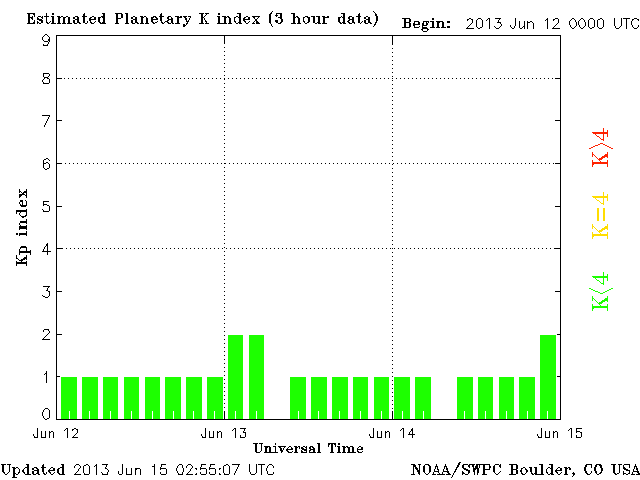 Estimated Planetary K index (3 hour data)
Begin: 2013 Jun 12 0000 UTC
9
8
7
6
5
4
3
2
1
0
Kp index
K>4
K=4
K<4
Jun 12
Jun 13
Jun 14
Jun 15
Universal Time
Updated 2013 Jun 15 02:55:07 UTC
NOAA/SWPC Boulder, CO USA